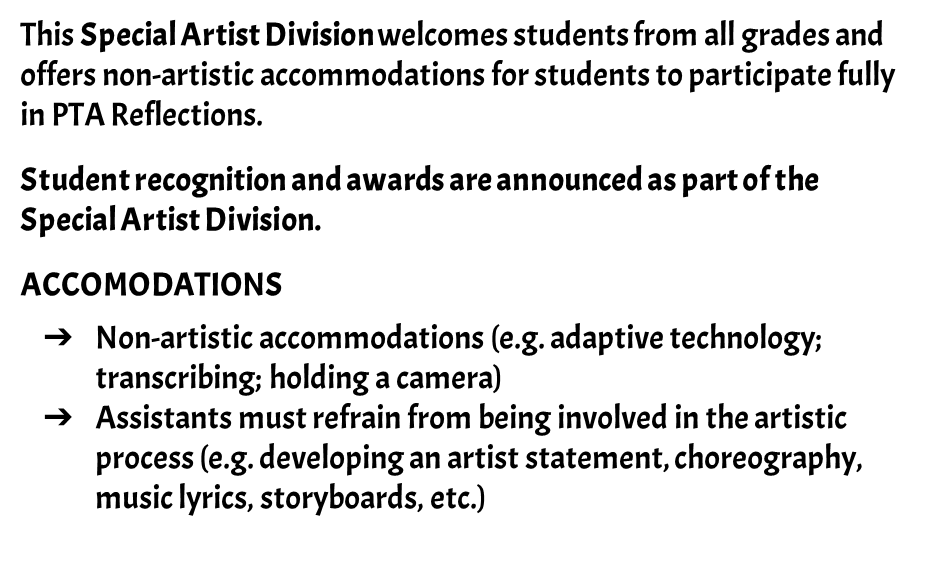 This Special Artist Division welcomes students from all grades and
offers non-artistic accommodations for students to participate fully
in PTA Reflections.
Student recognition and awards are announced as part of the
Special Artist Division.
ACCOMODATIONS
➔ Non-artistic accommodations (e.g. adaptive technology;
transcribing; holding a camera)
➔ Assistants must refrain from being involved in the artistic
process (e.g. developing an artist statement, choreography,
music lyrics, storyboards, etc.)